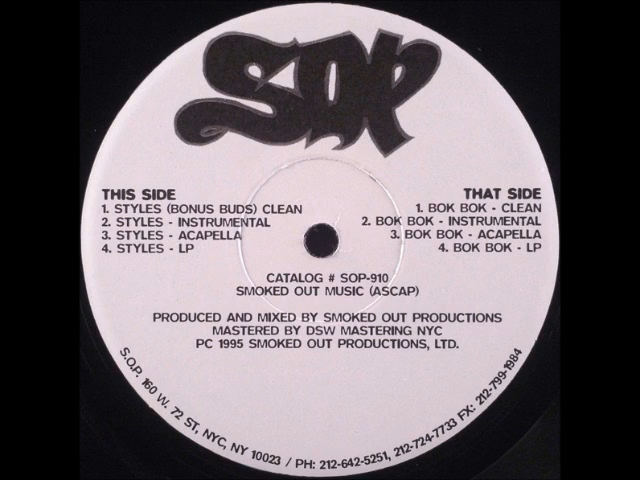 SOP
THIS SIDE
1. STYLES (BONUS BUDS) CLEAN
2. STYLES - INSTRUMENTAL
3. STYLES - ACAPELLA
4. STYLES - LP
THAT SIDE
1. BOK BOK - CLEAN
2. BOK BOK - INSTRUMENTAL
3. BOK BOK - ACAPELLA
4. BOK BOK - LP
CATALOG # SOP-910
SMOKED OUT MUSIC (ASCAP)
PRODUCED AND MIXED BY SMOKED OUT PRODUCTIONS
MASTERED BY DSW MASTERING NYC
PC 1995 SMOKED OUT PRODUCTIONS, LTD.
S.O.P. 160 W. 72 ST, NYC, NY 10023 / PH: 212-642-5251, 212-724-7733 FX: 212-799-1984